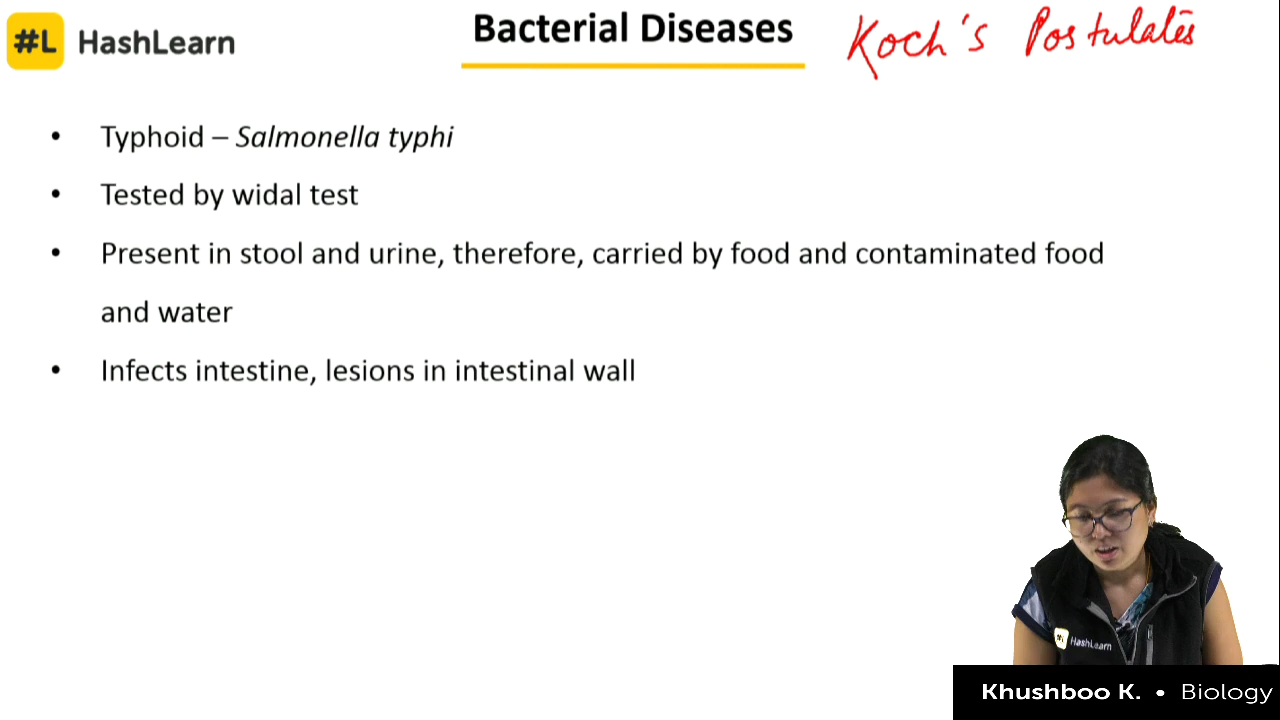 #L HashLearn
Bacterial Diseases
Koch's Postulates
• Typhoid – Salmonella typhi
• Tested by widal test
• Present in stool and urine, therefore, carried by food and contaminated food
and water
• Infects intestine, lesions in intestinal wall
#L HashLearn
Khushboo K. • Biology